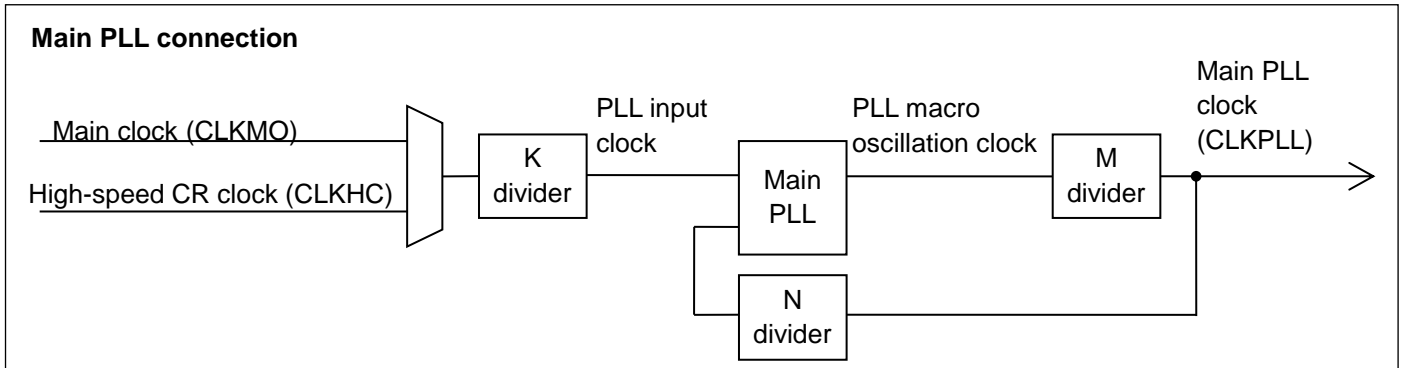 Main PLL connection
Main clock (CLKMO)
High-speed CR clock (CLKHC)
K
divider
PLL input
clock
Main
PLL
PLL macro
oscillation clock
M
divider
Main PLL
clock
(CLKPLL)
N
divider